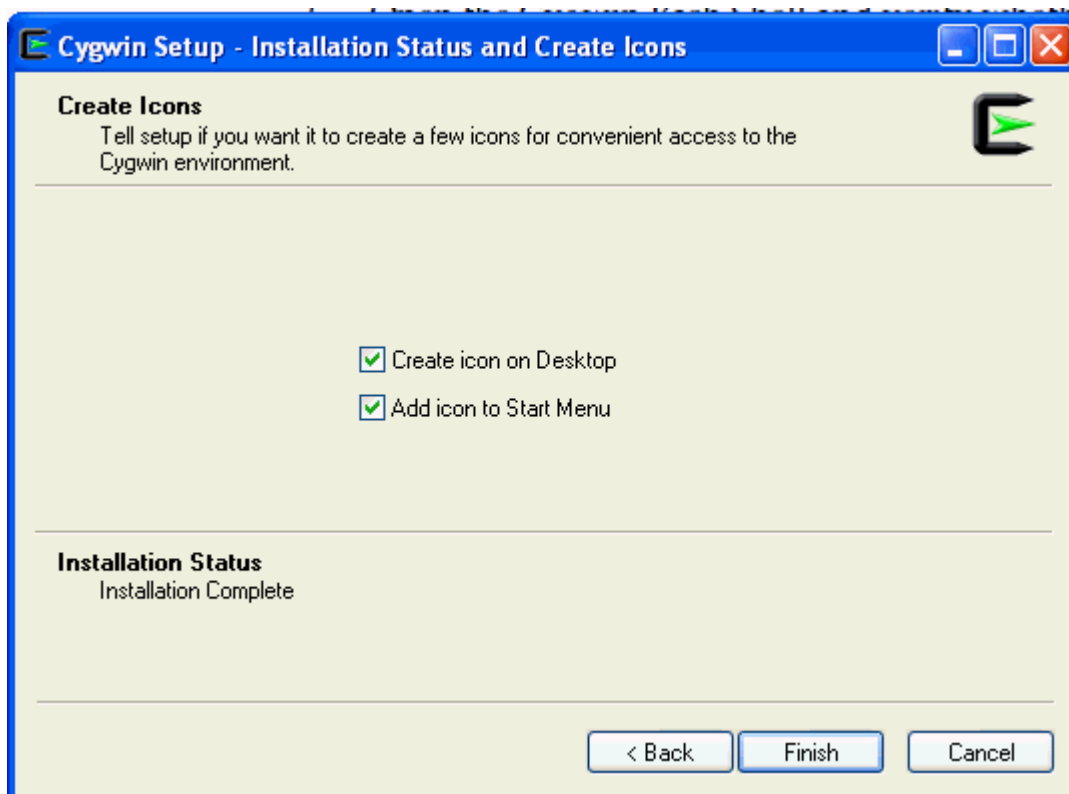 Cygwin Setup - Installation Status and Create Icons
Create Icons
Tell setup if you want it to create a few icons for convenient access to the
Cygwin environment.
Create icon on Desktop
Add icon to Start Menu
Installation Status
Installation Complete
< Back
Finish
Cancel